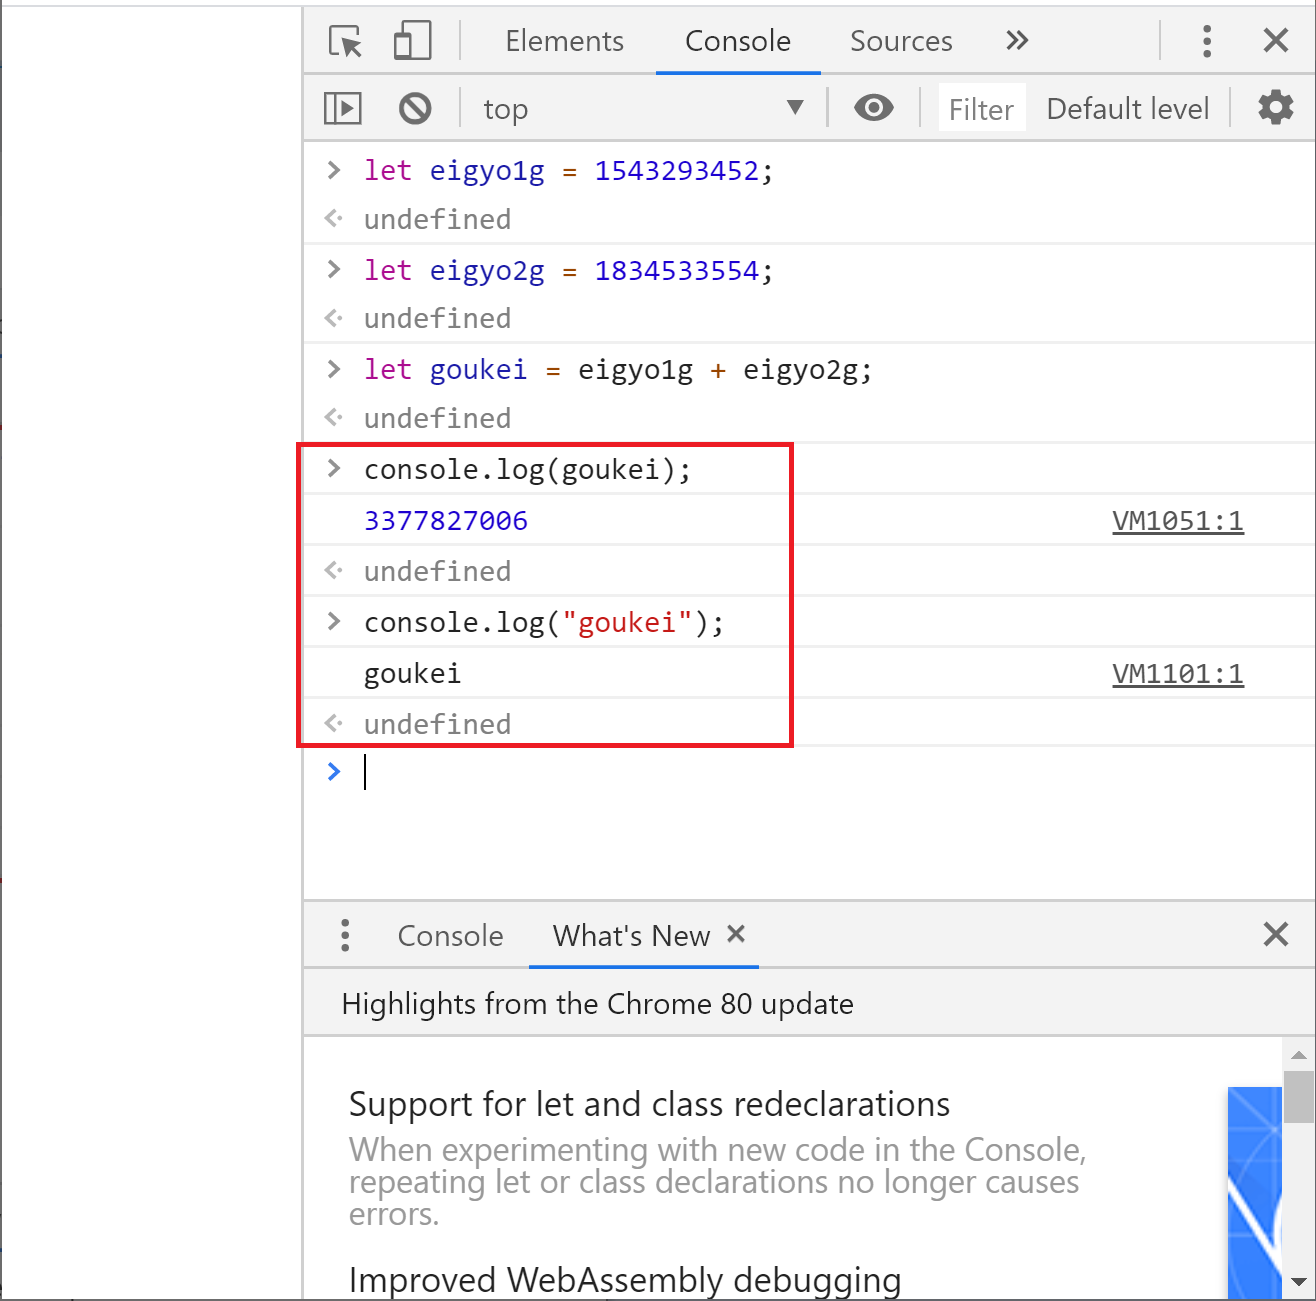 Elements Console Sources »
top ▼ Filter Default level
> let eigyo1g = 1543293452;
undefined
> let eigyo2g = 1834533554;
undefined
> let goukei = eigyo1g + eigyo2g;
undefined
> console.log(goukei);
3377827006 VM1051:1
undefined
> console.log("goukei");
goukei VM1101:1
undefined
>
Console What's New ×
Highlights from the Chrome 80 update
Support for let and class redeclarations
When experimenting with new code in the Console,
repeating let or class declarations no longer causes
errors.
Improved WebAssembly debugging